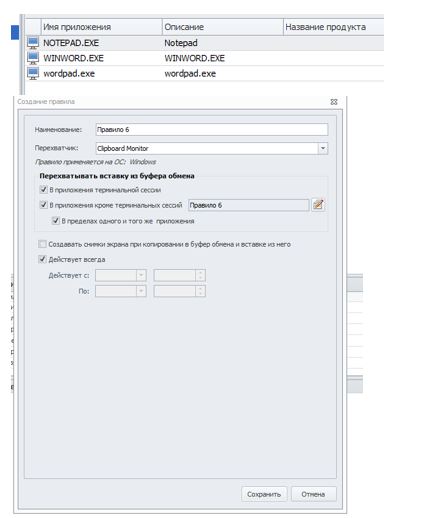 Имя приложения Описание Название продукта
NOTEPAD.EXE Notepad
WINWORD.EXE WINWORD.EXE
wordpad.exe wordpad.exe
Создание правила
Наименование: Правило 6
Перехватчик: Clipboard Monitor
Правило применяется на ОС: Windows
Перехватывать вставку из буфера обмена
В приложения терминальной сессии
В приложения кроме терминальных сессий Правило 6
В пределах одного и того же приложения
Создавать снимки экрана при копировании в буфер обмена и вставке из него
Действует всегда
Действует с:
По:
Сохранить Отмена